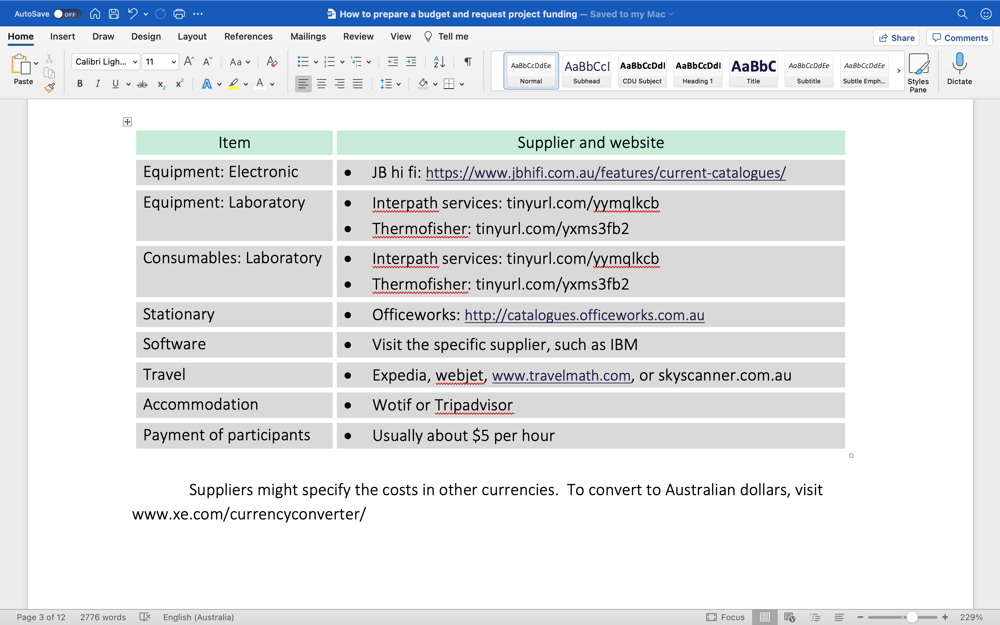 AutoSave OFF How to prepare a budget and request project funding — Saved to my Mac
Home Insert Draw Design Layout References Mailings Review View Tell me Share Comments
Paste Calibri Ligh... 11
AaBbCcDdEe AaBbCcI AaBbCcDdI AaBbCcDdI AaBbC AaBbCcDdEe AaBbCcDdEe
Normal Subhead CDU Subject Heading 1 Title Subtitle Subtle Emph...
Styles Pane Dictate
Item Supplier and website
Equipment: Electronic • JB hi fi: https://www.jbhifi.com.au/features/current-catalogues/
Equipment: Laboratory • Interpath services: tinyurl.com/yymqlkcb
• Thermofisher: tinyurl.com/yxms3fb2
Consumables: Laboratory • Interpath services: tinyurl.com/yymqlkcb
• Thermofisher: tinyurl.com/yxms3fb2
Stationary • Officeworks: http://catalogues.officeworks.com.au
Software • Visit the specific supplier, such as IBM
Travel • Expedia, webjet, www.travelmath.com, or skyscanner.com.au
Accommodation • Wotif or Tripadvisor
Payment of participants • Usually about $5 per hour
Suppliers might specify the costs in other currencies.  To convert to Australian dollars, visit
www.xe.com/currencyconverter/
Page 3 of 12 2776 words English (Australia) Focus 229%